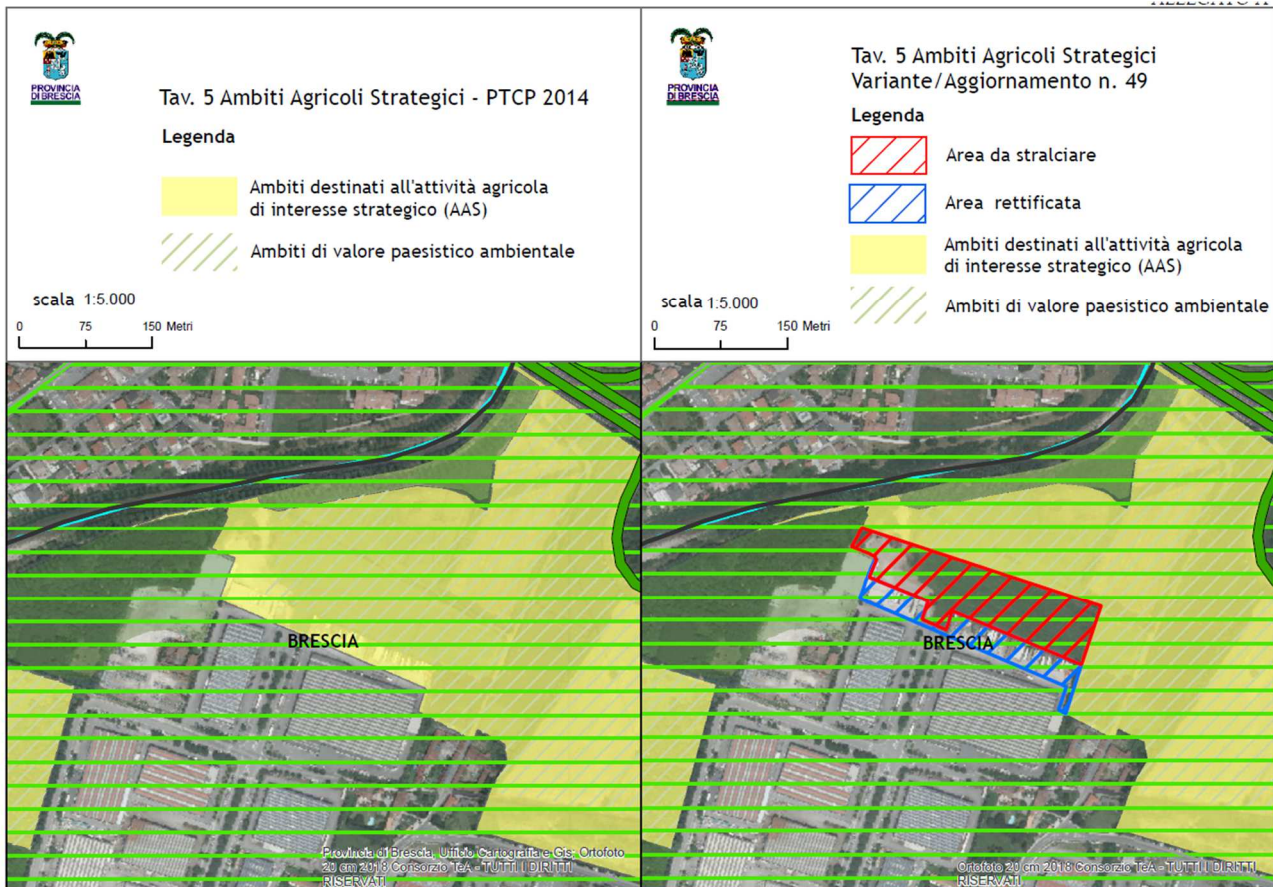 ALLEGATO A
PROVINCIA
DI BRESCIA
Tav. 5 Ambiti Agricoli Strategici - PTCP 2014
Legenda
Ambiti destinati all'attività agricola
di interesse strategico (AAS)
Ambiti di valore paesistico ambientale
scala 1:5.000
0 75 150 Metri
PROVINCIA
DI BRESCIA
Tav. 5 Ambiti Agricoli Strategici
Variante/Aggiornamento n. 49
Legenda
Area da stralciare
Area rettificata
Ambiti destinati all'attività agricola
di interesse strategico (AAS)
Ambiti di valore paesistico ambientale
scala 1:5.000
0 75 150 Metri
BRESCIA
Provincia di Brescia, Ufficio Cartografia e Gis: Ortofoto
20 cm 2018 Consorzio TeA - TUTTI I DIRITTI
RISERVATI
BRESCIA
Ortofoto 20 cm 2018 Consorzio TeA - TUTTI I DIRITTI
RISERVATI